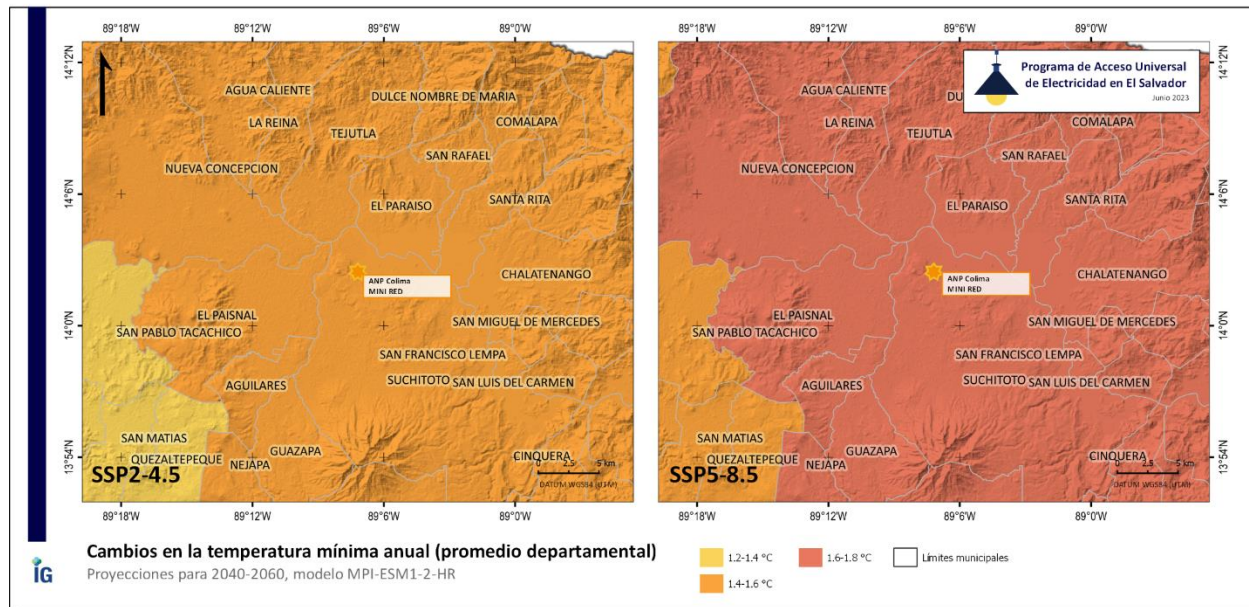 89°18'W 89°12'W 89°6'W 89°0'W
89°18'W 89°12'W 89°6'W 89°0'W
14°12'N
14°6'N
14°0'N
13°54'N
AGUA CALIENTE
DULCE NOMBRE DE MARIA
LA REINA
COMALAPA
TEJUTLA
SAN RAFAEL
NUEVA CONCEPCION
SANTA RITA
EL PARAISO
CHALATENANGO
ANP Colima
MINI RED
EL PAISNAL
SAN PABLO TACACHICO
SAN MIGUEL DE MERCEDES
SAN FRANCISCO LEMPA
AGUILARES
SUCHITOTO
SAN LUIS DEL CARMEN
SAN MATIAS
GUAZAPA
QUEZALTEPEQUE
NEJAPA
CINQUERA
SSP2-4.5
0 2.5 5 km
DATUM WGS84 (UTM)
89°18'W 89°12'W 89°6'W 89°0'W
Programa de Acceso Universal
de Electricidad en El Salvador
Junio 2023
AGUA CALIENTE
DU
LA REINA
COMALAPA
TEJUTLA
SAN RAFAEL
NUEVA CONCEPCION
SANTA RITA
EL PARAISO
CHALATENANGO
ANP Colima
MINI RED
EL PAISNAL
SAN PABLO TACACHICO
SAN MIGUEL DE MERCEDES
SAN FRANCISCO LEMPA
AGUILARES
SUCHITOTO
SAN LUIS DEL CARMEN
SAN MATIAS
GUAZAPA
QUEZALTEPEQUE
NEJAPA
CINQUERA
SSP5-8.5
0 2.5 5 km
DATUM WGS84 (UTM)
14°12'N
14°6'N
14°0'N
13°54'N
89°18'W 89°12'W 89°6'W 89°0'W
IG
Cambios en la temperatura mínima anual (promedio departamental)
Proyecciones para 2040-2060, modelo MPI-ESM1-2-HR
1.2-1.4 °C
1.4-1.6 °C
1.6-1.8 °C
Límites municipales